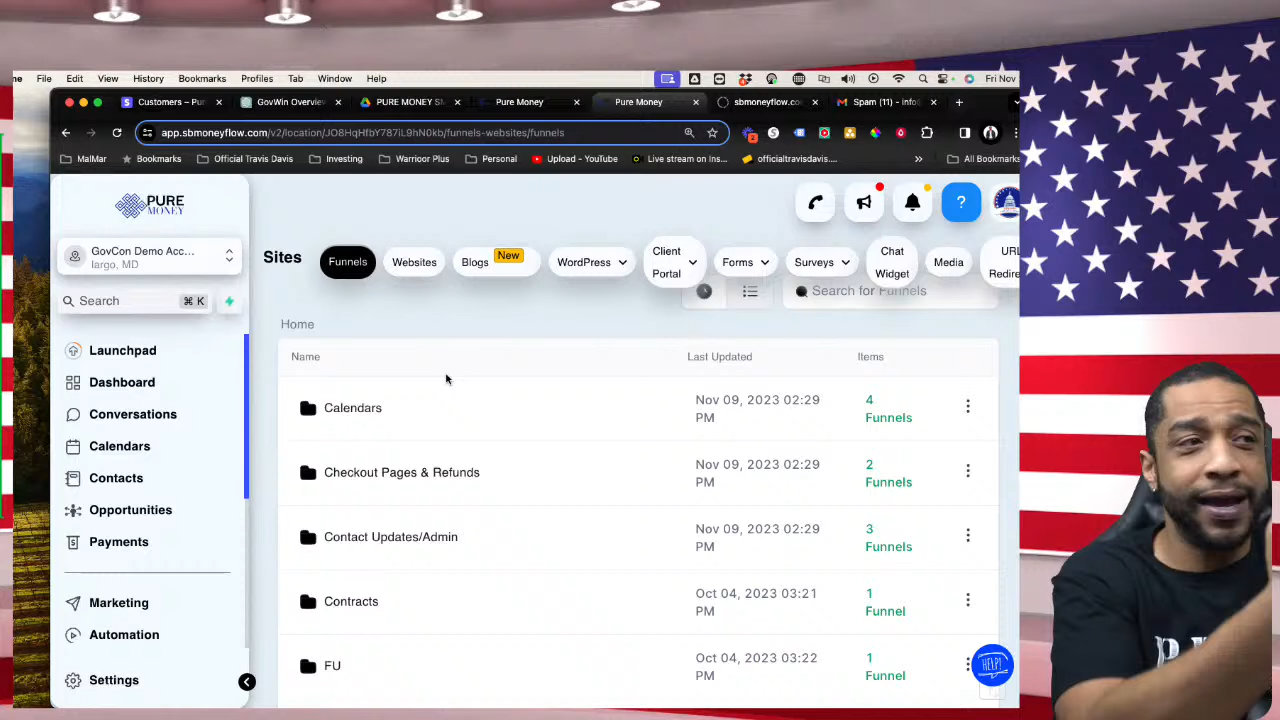 File Edit View History Bookmarks Profiles Tab Window Help
Fri Nov
Customers – Pur
GovWin Overview
PURE MONEY S
Pure Money
Pure Money
sbmoneyflow.co
Spam (11) - info
app.sbmoneyflow.com/v2/location/JO8HqHfbY787iL9hN0kb/funnels-websites/funnels
MalMar
Bookmarks
Official Travis Davis
Investing
Warrioor Plus
Personal
Upload - YouTube
Live stream on Ins...
officialtravisdavis....
All Bookmarks
PURE
MONEY
GovCon Demo Acc...
largo, MD
Search
⌘ K
Launchpad
Dashboard
Conversations
Calendars
Contacts
Opportunities
Payments
Marketing
Automation
Settings
Sites
Funnels
Websites
Blogs New
WordPress
Client
Portal
Forms
Surveys
Chat
Widget
Media
URL
Redire
Search for Funnels
Home
Name Last Updated Items
Calendars
Nov 09, 2023 02:29
PM
4
Funnels
Checkout Pages & Refunds
Nov 09, 2023 02:29
PM
2
Funnels
Contact Updates/Admin
Nov 09, 2023 02:29
PM
3
Funnels
Contracts
Oct 04, 2023 03:21
PM
1
Funnel
FU
Oct 04, 2023 03:22
PM
1
Funnel
HELP!